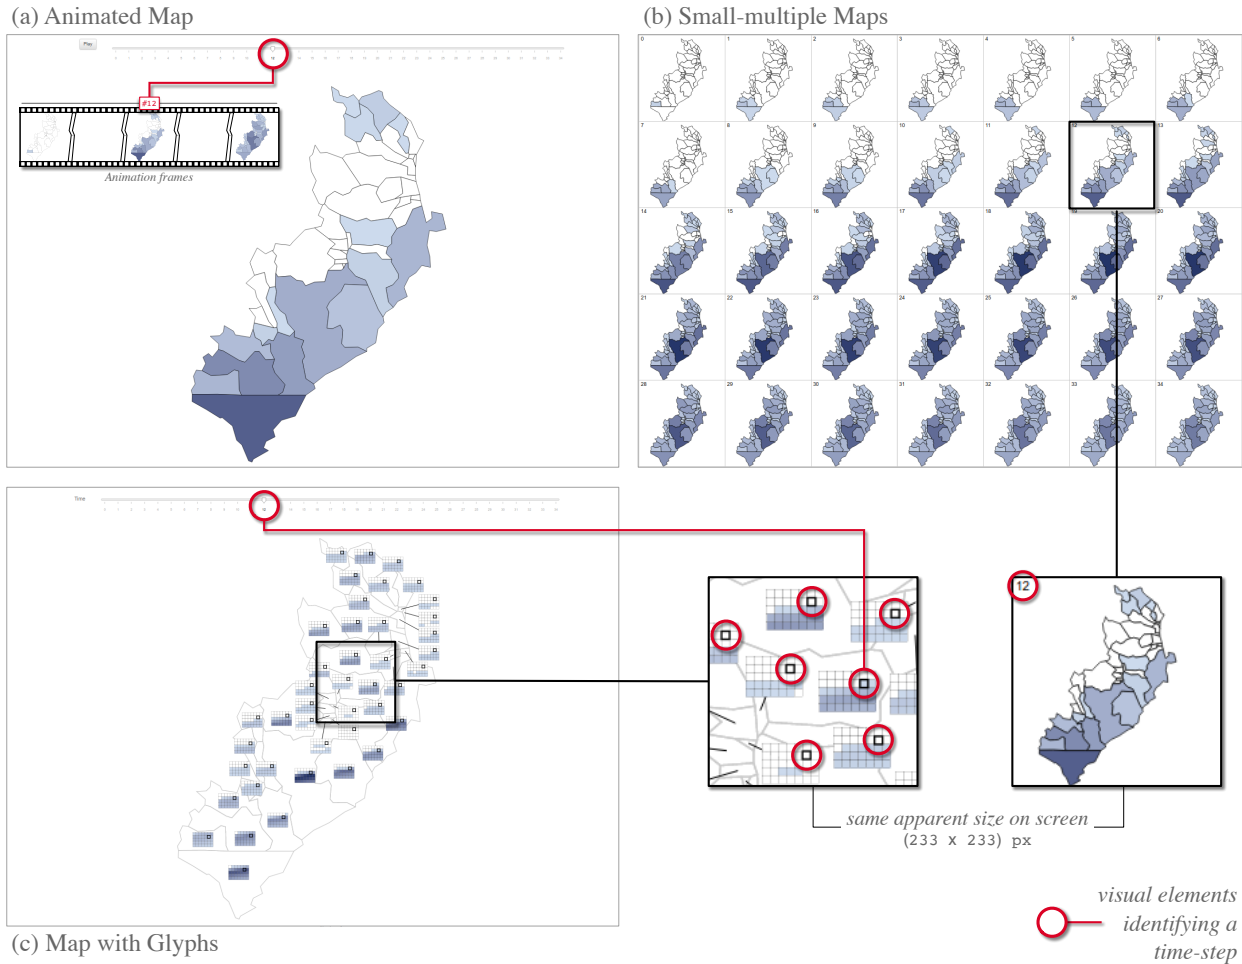 (a) Animated Map
(b) Small-multiple Maps
Play
#12
Animation frames
0 1 2 3 4 5 6
7 8 9 10 11 12 13
14 15 16 17 18 19 20
21 22 23 24 25 26 27
28 29 30 31 32 33 34
Time
12
same apparent size on screen
(233 x 233) px
visual elements
identifying a
time-step
(c) Map with Glyphs